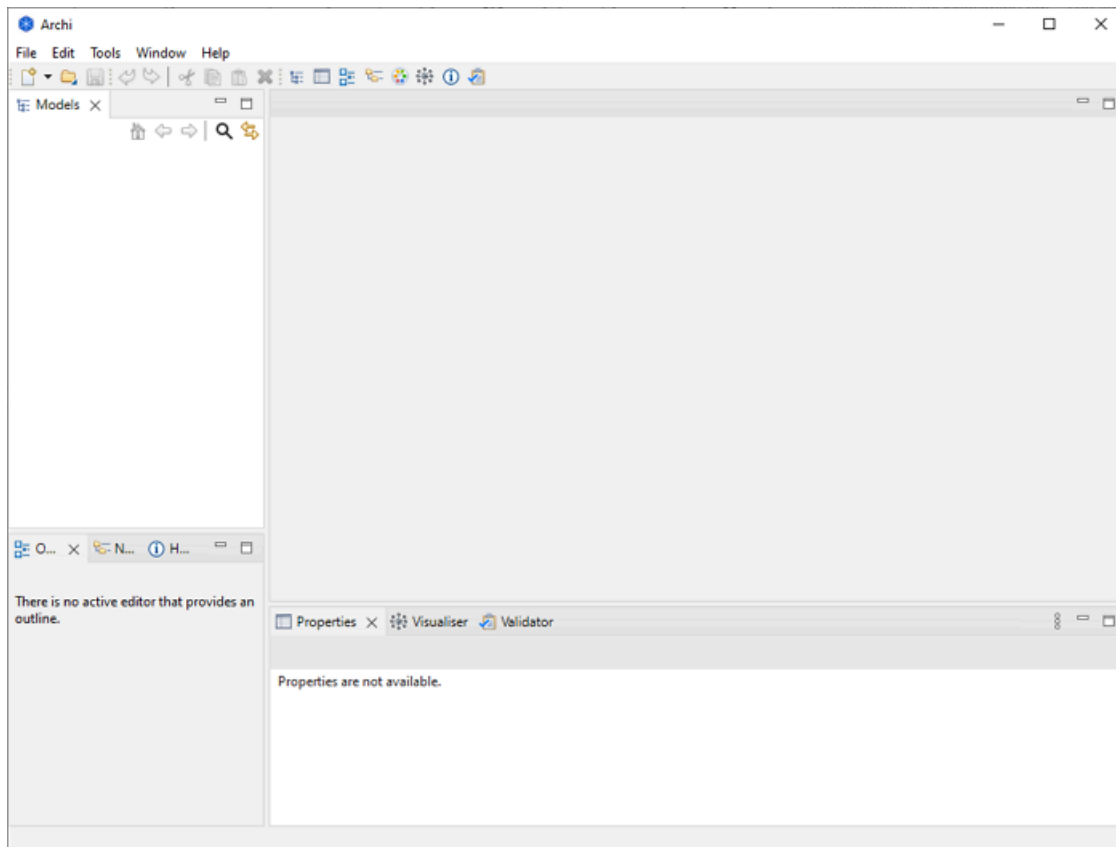 Archi
File Edit Tools Window Help
Models
O... N... H...
There is no active editor that provides an
outline.
Properties Visualiser Validator
Properties are not available.